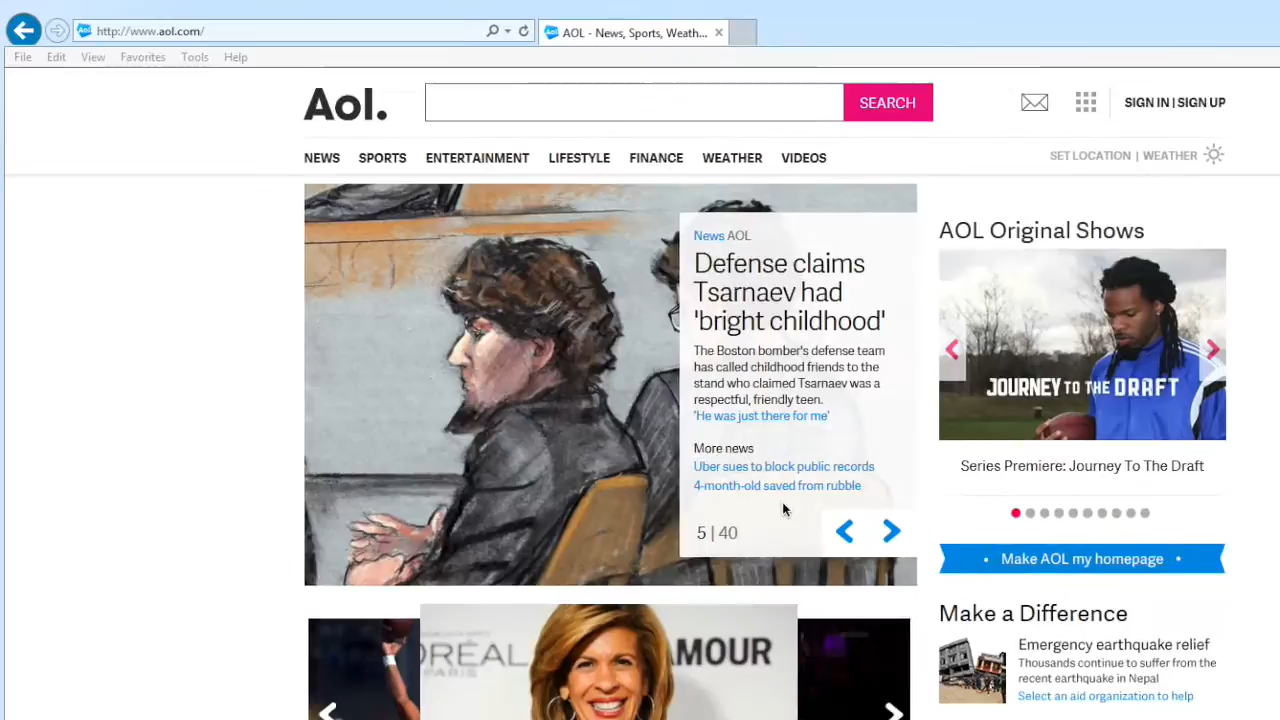 http://www.aol.com/
AOL - News, Sports, Weath...
File Edit View Favorites Tools Help
Aol.
SEARCH
SIGN IN | SIGN UP
NEWS SPORTS ENTERTAINMENT LIFESTYLE FINANCE WEATHER VIDEOS
SET LOCATION | WEATHER
News AOL
Defense claims
Tsarnaev had
'bright childhood'
The Boston bomber's defense team
has called childhood friends to the
stand who claimed Tsarnaev was a
respectful, friendly teen.
'He was just there for me'
More news
Uber sues to block public records
4-month-old saved from rubble
5 | 40
AOL Original Shows
JOURNEY TO THE DRAFT
Series Premiere: Journey To The Draft
• Make AOL my homepage •
Make a Difference
Emergency earthquake relief
Thousands continue to suffer from the
recent earthquake in Nepal
Select an aid organization to help
ORÉAL
PARIS
AMOUR